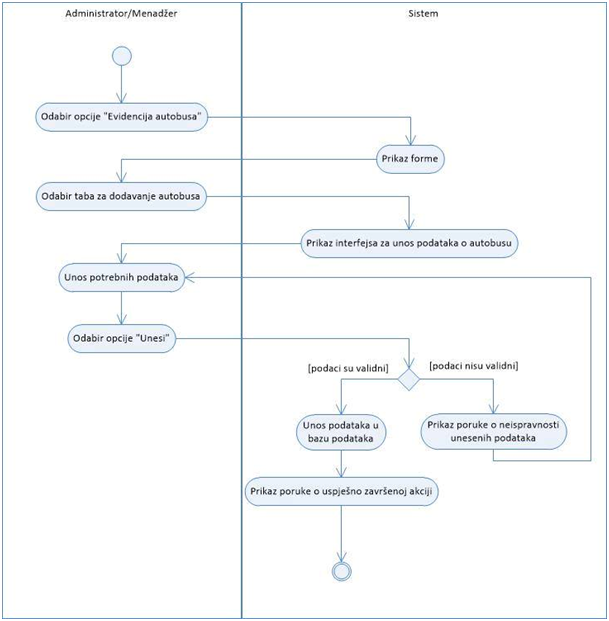 Administrator/Menadžer
Sistem
Odabir opcije "Evidencija autobusa"
Prikaz forme
Odabir taba za dodavanje autobusa
Prikaz interfejsa za unos podataka o autobusu
Unos potrebnih podataka
Odabir opcije "Unesi"
[podaci su validni]
[podaci nisu validni]
Unos podataka u
bazu podataka
Prikaz poruke o neispravnosti
unesenih podataka
Prikaz poruke o uspješno završenoj akciji